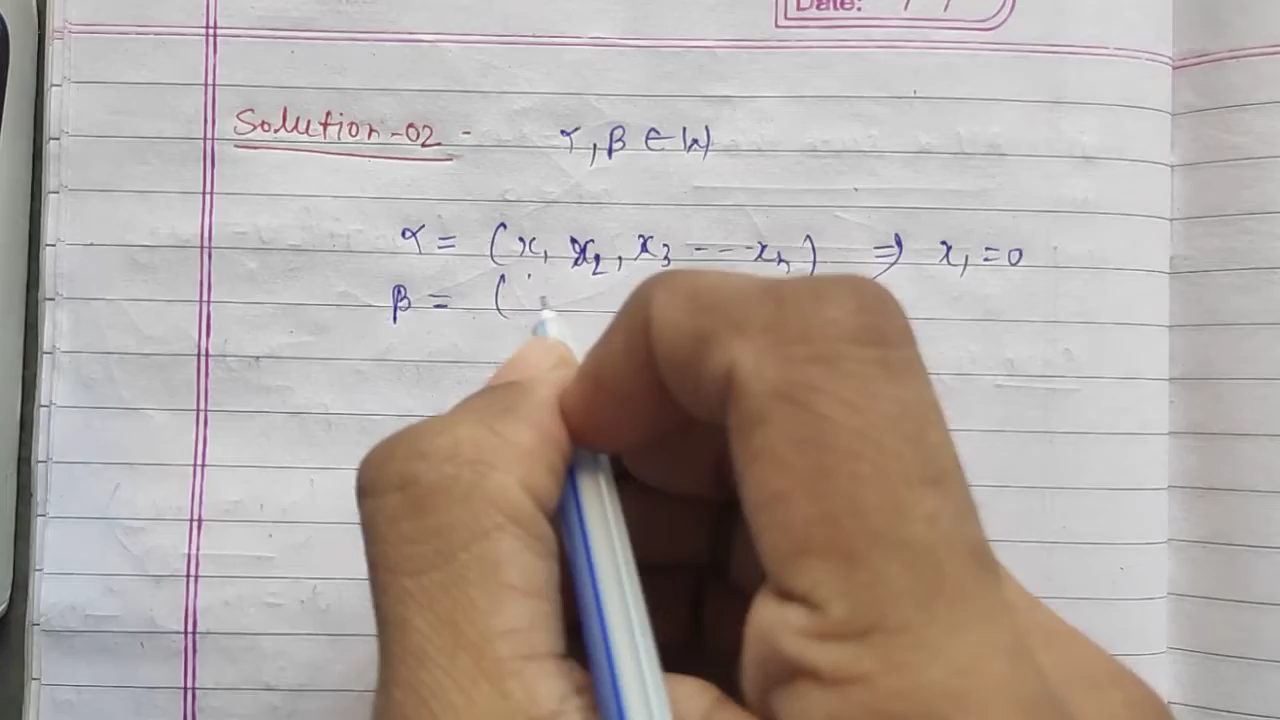 Date:
Solution-02 - α, β ∈ W
α = (x₁ x₂, x₃ ---xₙ) ⇒ x₁ = 0
β = (